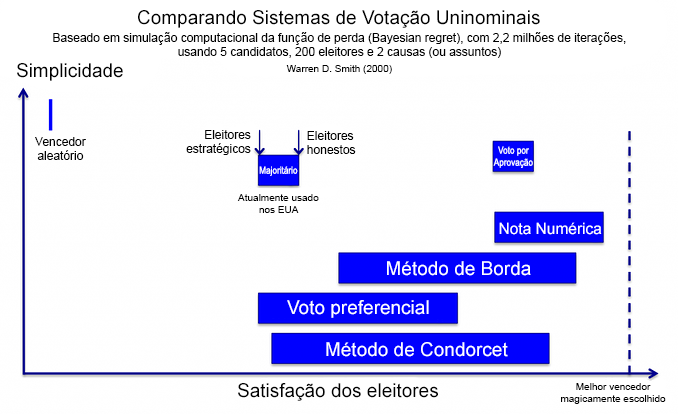 Comparando Sistemas de Votação Uninominais
Baseado em simulação computacional da função de perda (Bayesian regret), com 2,2 milhões de iterações,
usando 5 candidatos, 200 eleitores e 2 causas (ou assuntos)
Warren D. Smith (2000)
Simplicidade
Vencedor
aleatório
Eleitores
estratégicos
Eleitores
honestos
Majoritário
Atualmente usado
nos EUA
Voto por
Aprovação
Nota Numérica
Método de Borda
Voto preferencial
Método de Condorcet
Satisfação dos eleitores
Melhor vencedor
magicamente escolhido